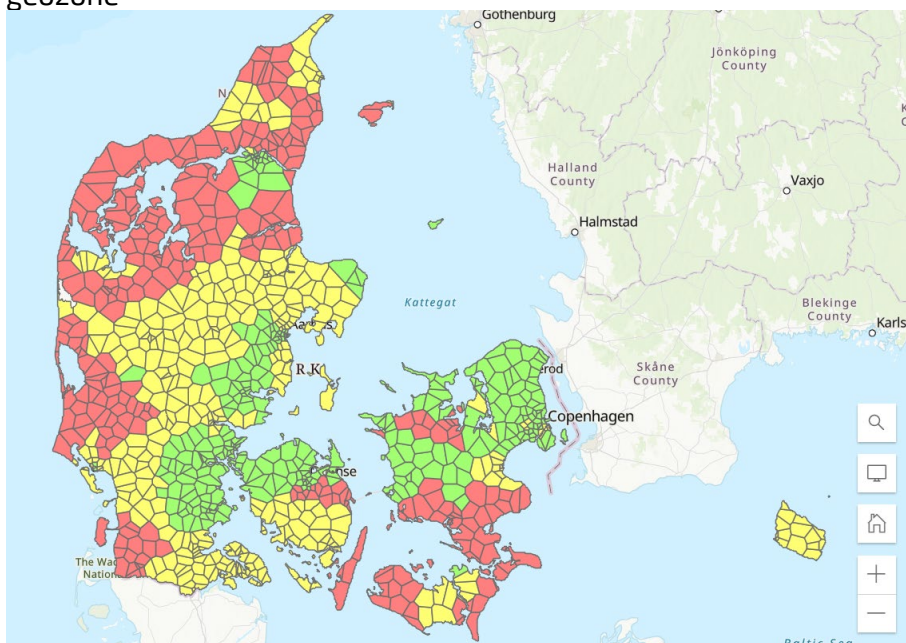 geozone
Gothenburg
Jönköping
County
N
Halland
County
Vaxjo
Halmstad
Kattegat
Blekinge
County
Karls
R K
Skåne
County
Copenhagen
The Wad
Nation
Baltic Sea